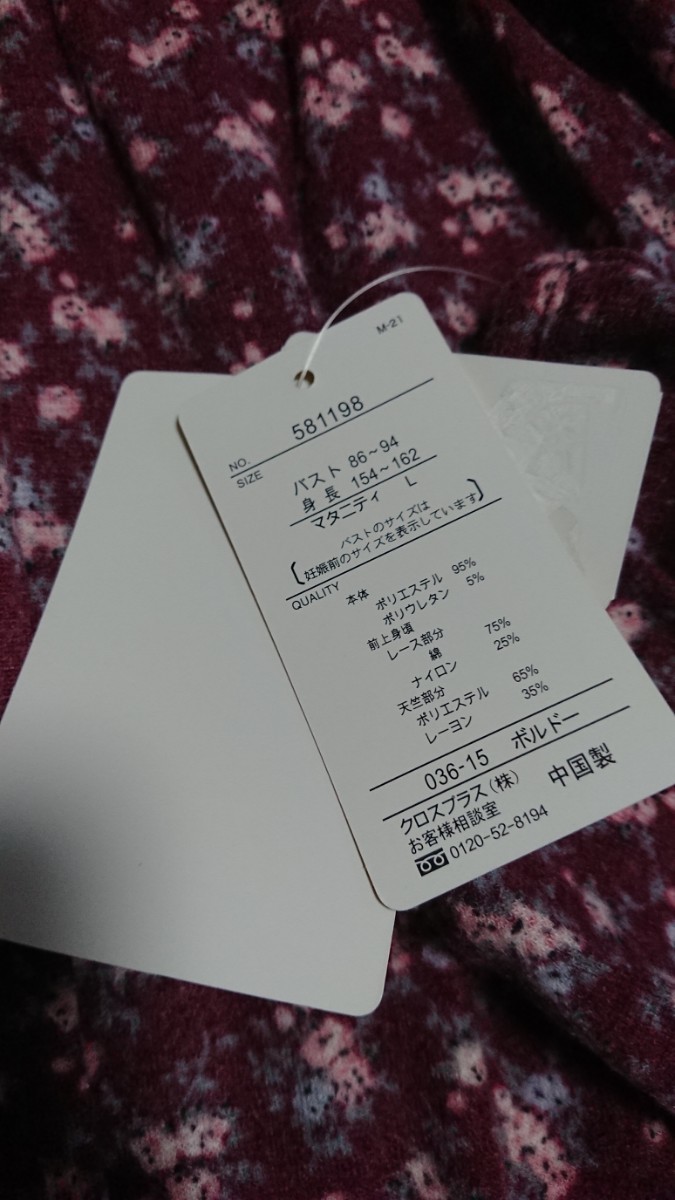 M-21
NO. 581198
SIZE
バスト 86~94
身 長 154~162
マタニティ L
バストのサイズは
妊娠前のサイズを表示しています
QUALITY 本体
ポリエステル 95%
ポリウレタン 5%
前上身頃
レース部分
綿 75%
ナイロン 25%
天竺部分
ポリエステル 65%
レーヨン 35%
036-15 ボルドー
クロスプラス(株) 中国製
お客様相談室
0120-52-8194